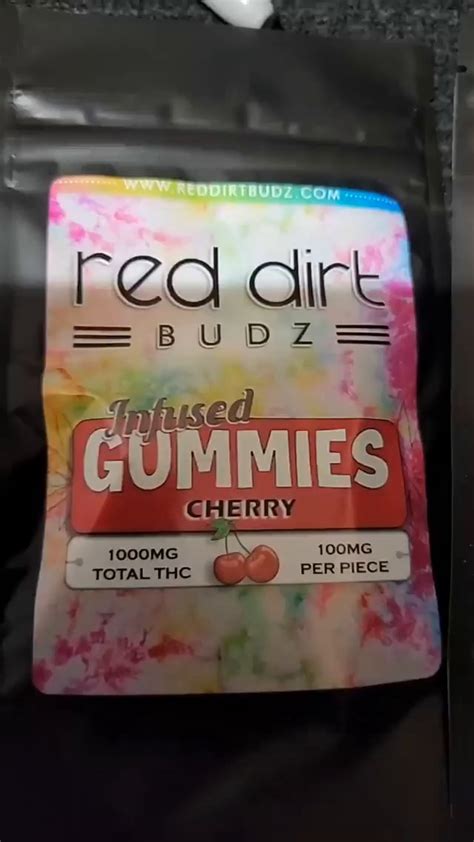 WWW.REDDIRTBUDZ.COM
red dirt
BUDZ
Infused
GUMMIES
CHERRY
1000MG
TOTAL THC
100MG
PER PIECE